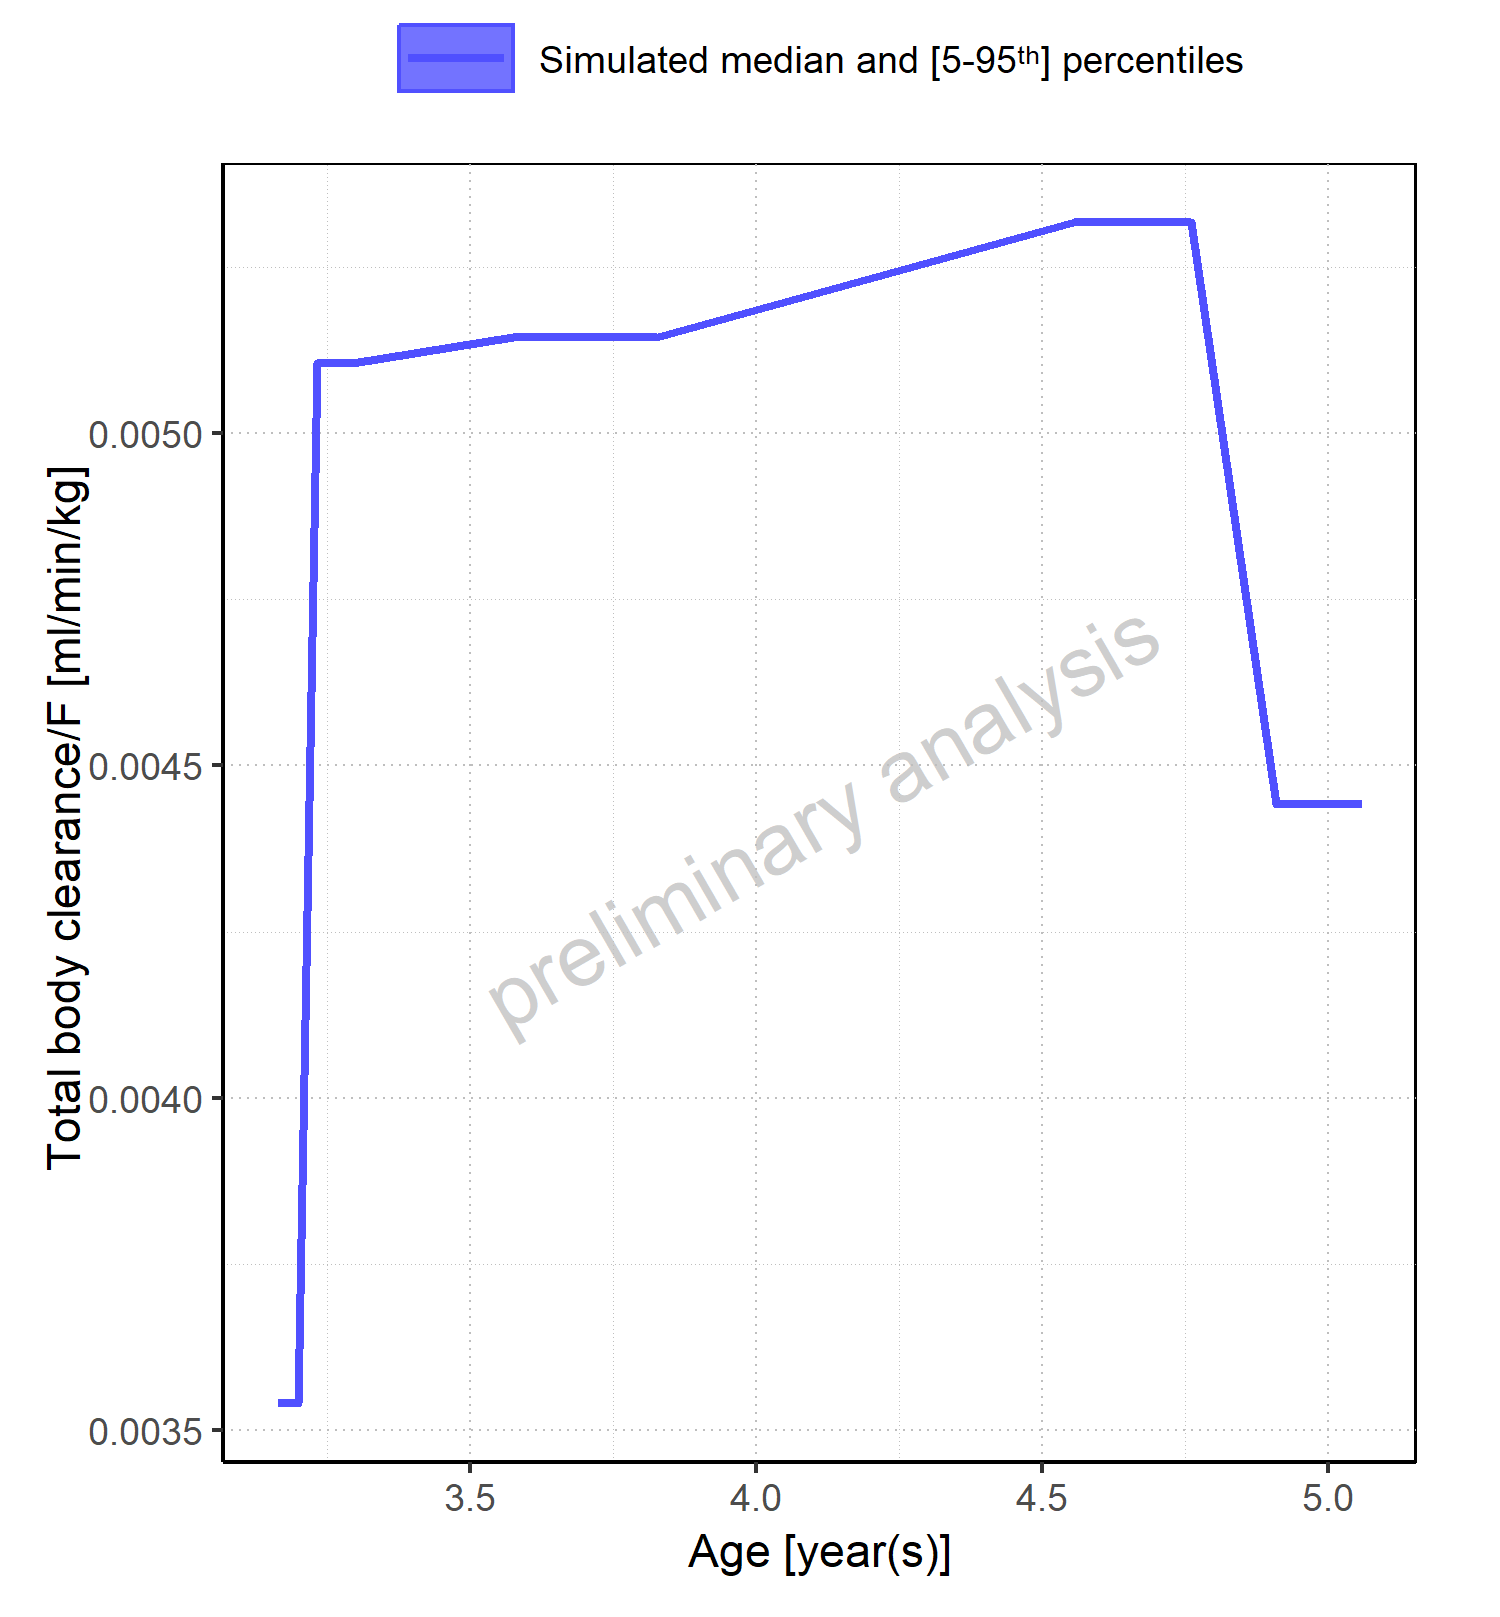 Simulated median and [5-95ᵗʰ] percentiles
Total body clearance/F [ml/min/kg]
0.0050
0.0045
0.0040
0.0035
preliminary analysis
3.5 4.0 4.5 5.0
Age [year(s)]